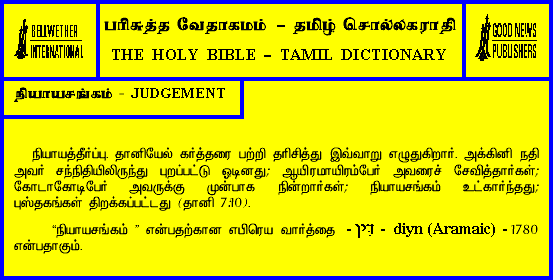 BELLWETHER
INTERNATIONAL
பரிசுத்த வேதாகமம் – தமிழ் சொல்லகராதி
THE HOLY BIBLE – TAMIL DICTIONARY
GOOD NEWS
PUBLISHERS
நியாயசங்கம் - JUDGEMENT
நியாயத்தீர்ப்பு. தானியேல் கர்த்தரை பற்றி தரிசித்து இவ்வாறு எழுதுகிறார். அக்கினி நதி
அவர் சந்நிதியிலிருந்து புறப்பட்டு ஓடினது; ஆயிரமாயிரம்பேர் அவரைச் சேவித்தார்கள்;
கோடாகோடிபேர் அவருக்கு முன்பாக நின்றார்கள்; நியாயசங்கம் உட்கார்ந்தது;
புஸ்தகங்கள் திறக்கப்பட்டது (தானி 7:10).
“நியாயசங்கம் ” என்பதற்கான எபிரெய வார்த்தை - דִּין - diyn (Aramaic) - 1780
என்பதாகும்.